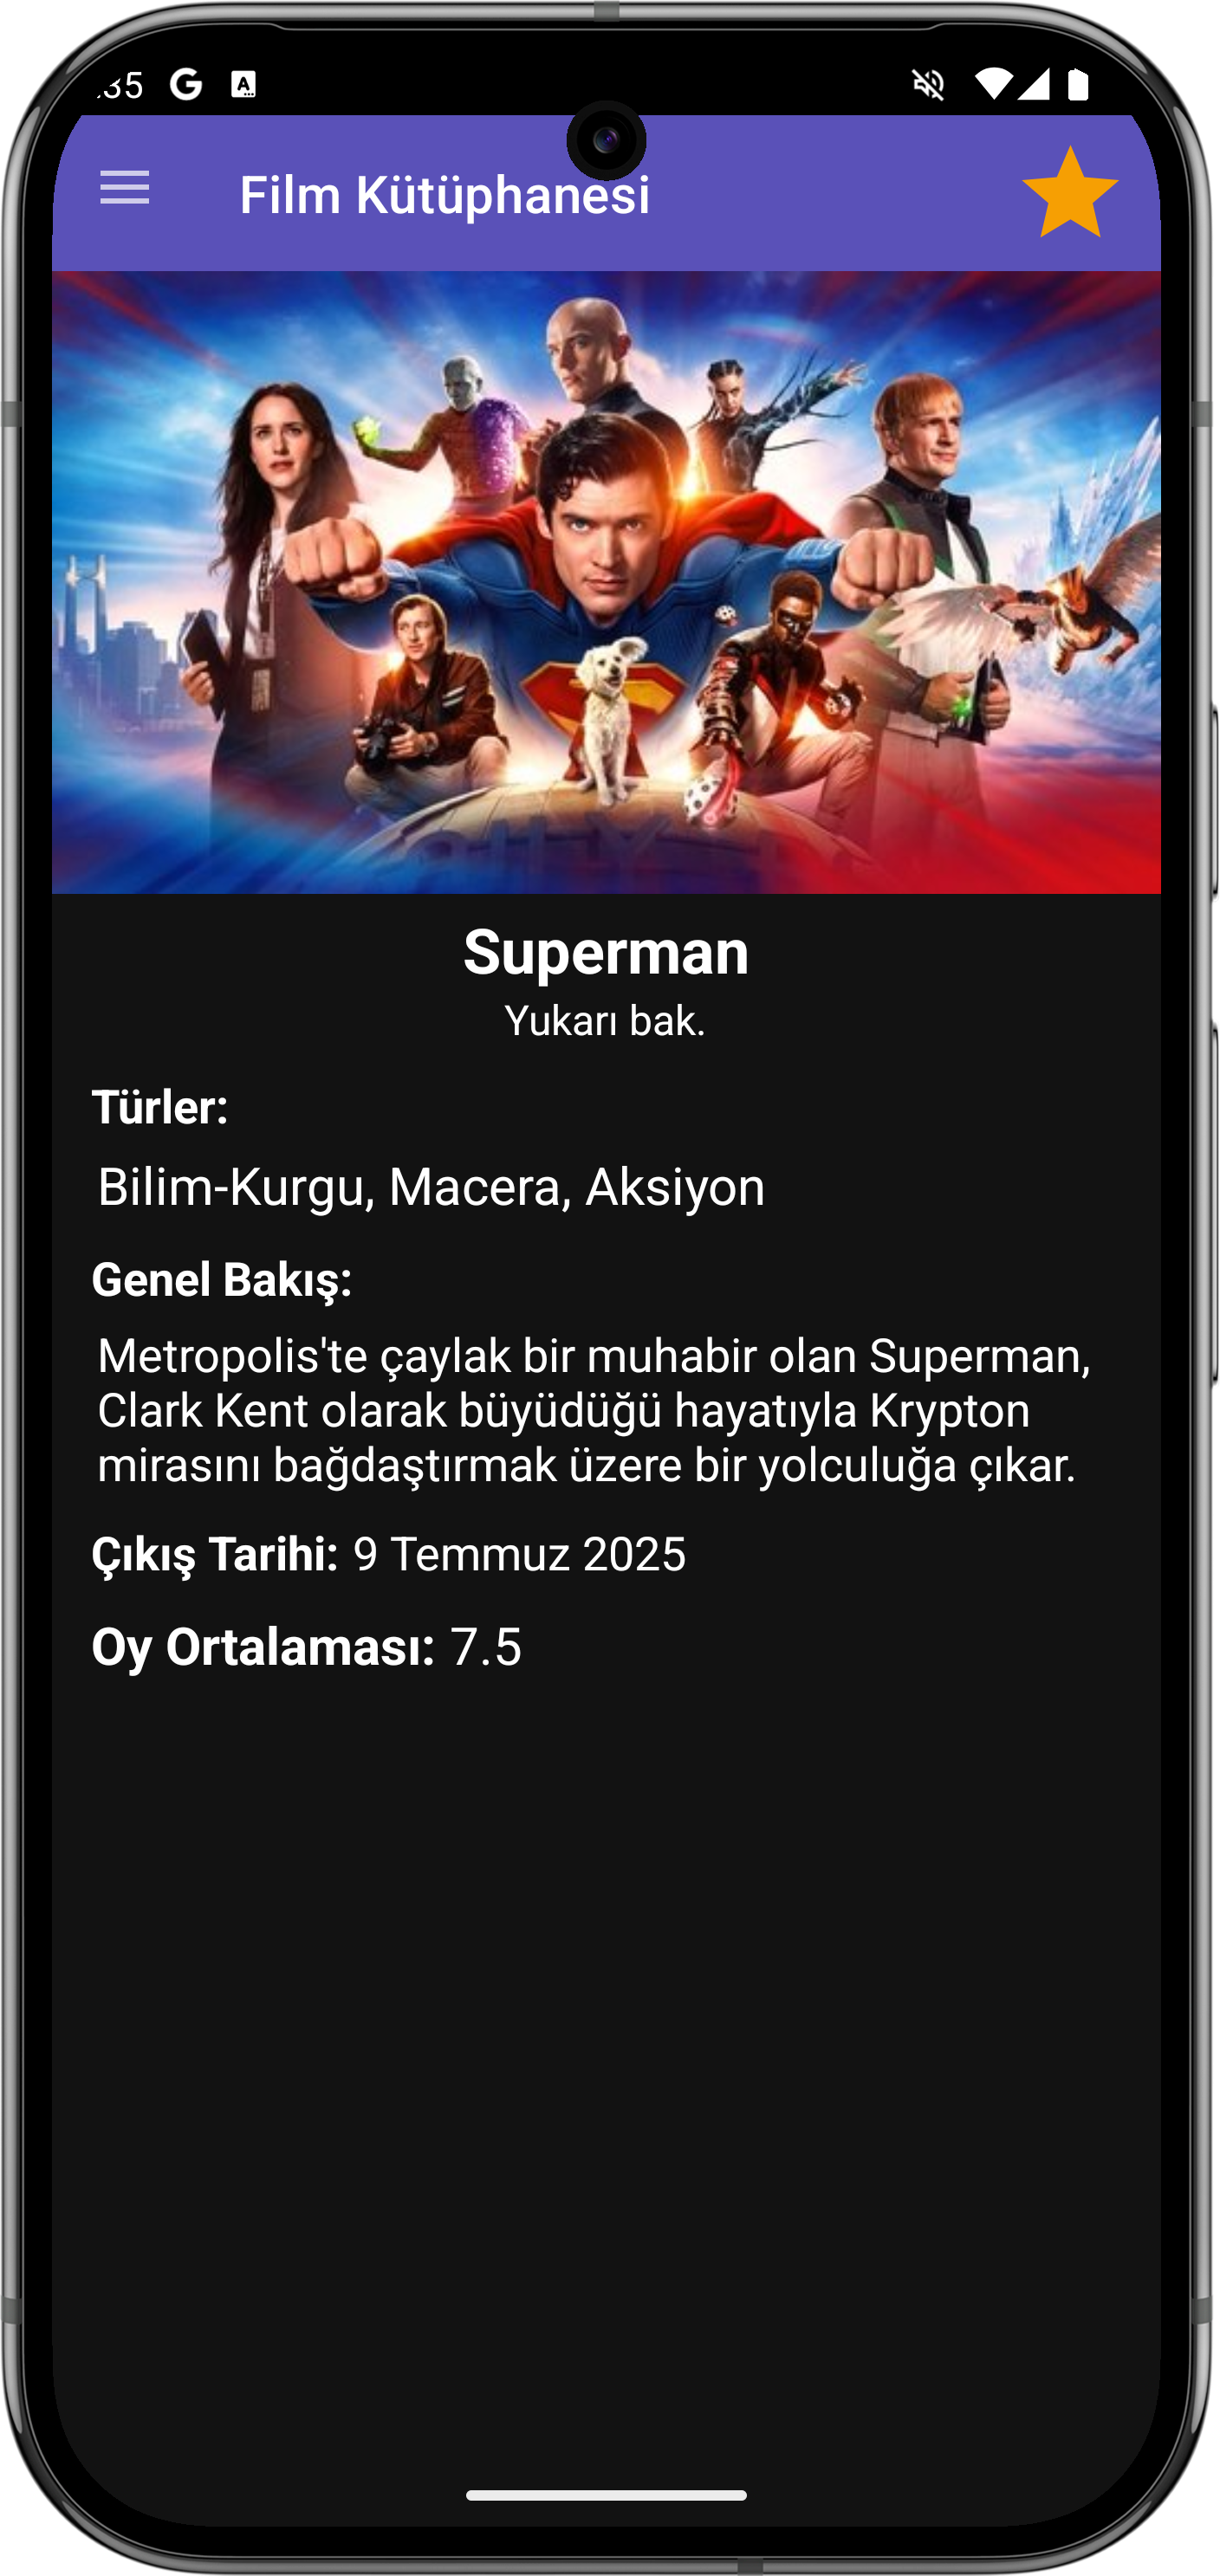 :35
Film Kütüphanesi
Superman
Yukarı bak.
Türler:
Bilim-Kurgu, Macera, Aksiyon
Genel Bakış:
Metropolis'te çaylak bir muhabir olan Superman,
Clark Kent olarak büyüdüğü hayatıyla Krypton
mirasını bağdaştırmak üzere bir yolculuğa çıkar.
Çıkış Tarihi: 9 Temmuz 2025
Oy Ortalaması: 7.5